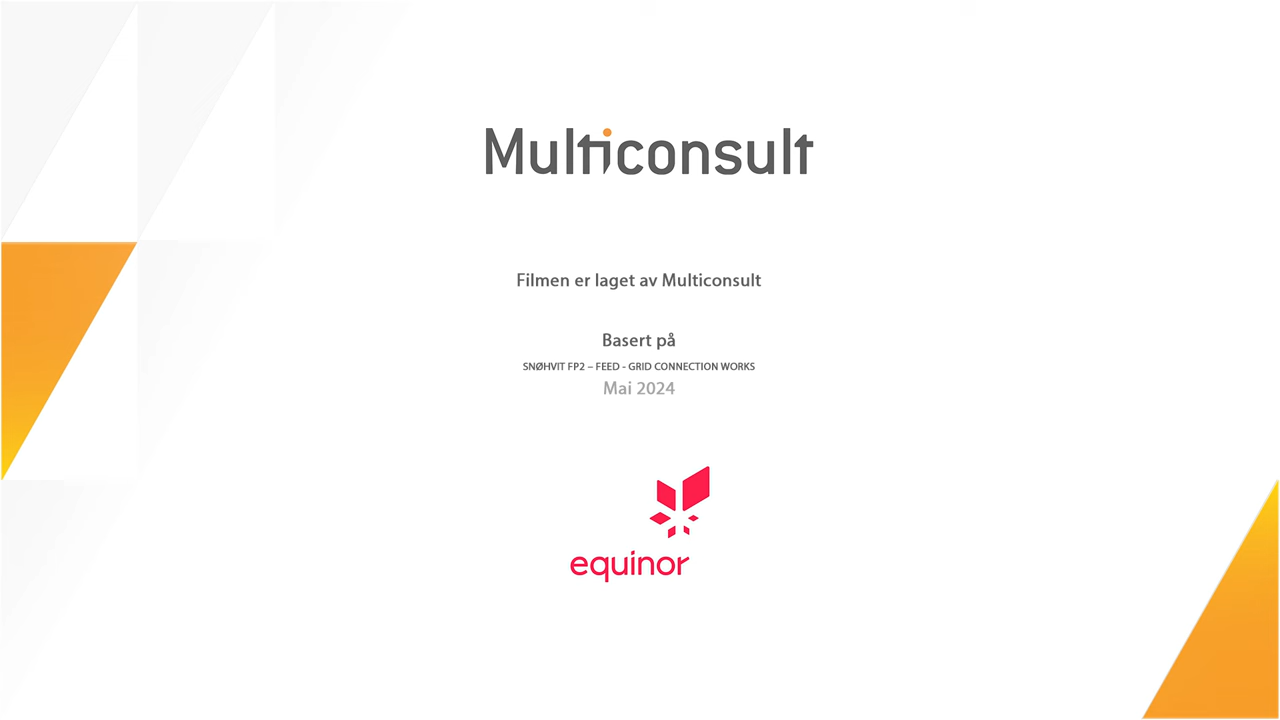 Multiconsult
Filmen er laget av Multiconsult
Basert på
SNØHVIT FP2 – FEED - GRID CONNECTION WORKS
Mai 2024
equinor